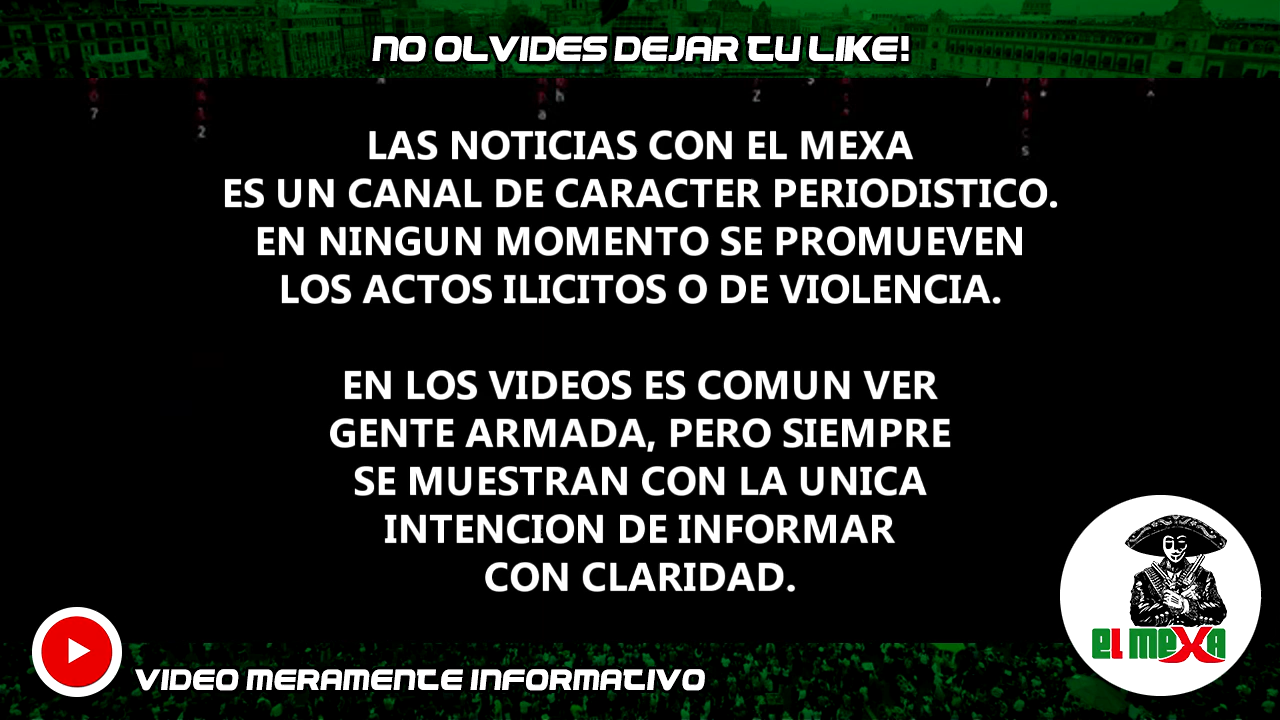 NO OLVIDES DEJAR TU LIKE!
LAS NOTICIAS CON EL MEXA
ES UN CANAL DE CARACTER PERIODISTICO.
EN NINGUN MOMENTO SE PROMUEVEN
LOS ACTOS ILICITOS O DE VIOLENCIA.
EN LOS VIDEOS ES COMUN VER
GENTE ARMADA, PERO SIEMPRE
SE MUESTRAN CON LA UNICA
INTENCION DE INFORMAR
CON CLARIDAD.
EL MEXA
VIDEO MERAMENTE INFORMATIVO